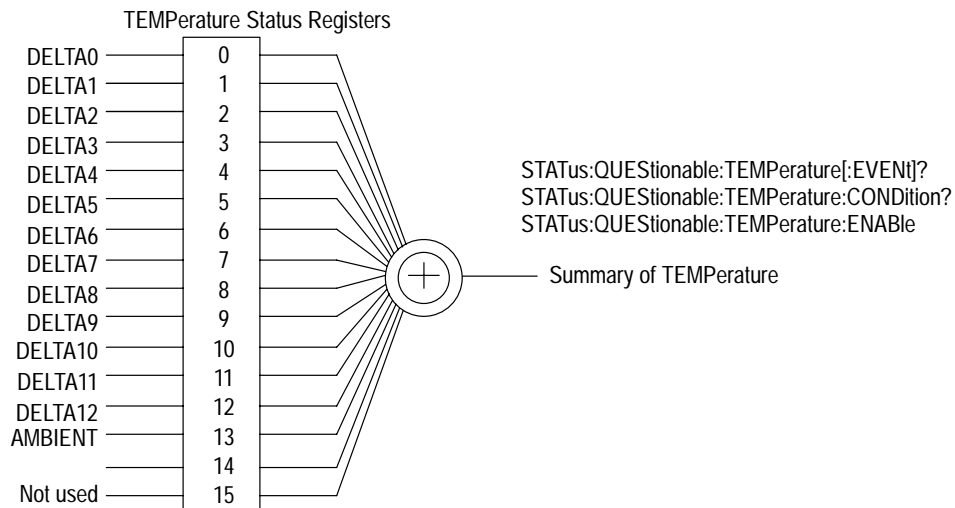 TEMPerature Status Registers
DELTA0 0
DELTA1 1
DELTA2 2
DELTA3 3
DELTA4 4
DELTA5 5
DELTA6 6
DELTA7 7
DELTA8 8
DELTA9 9
DELTA10 10
DELTA11 11
DELTA12 12
AMBIENT 13
14
Not used 15
STATus:QUEStionable:TEMPerature[:EVENt]?
STATus:QUEStionable:TEMPerature:CONDition?
STATus:QUEStionable:TEMPerature:ENABle
+
Summary of TEMPerature